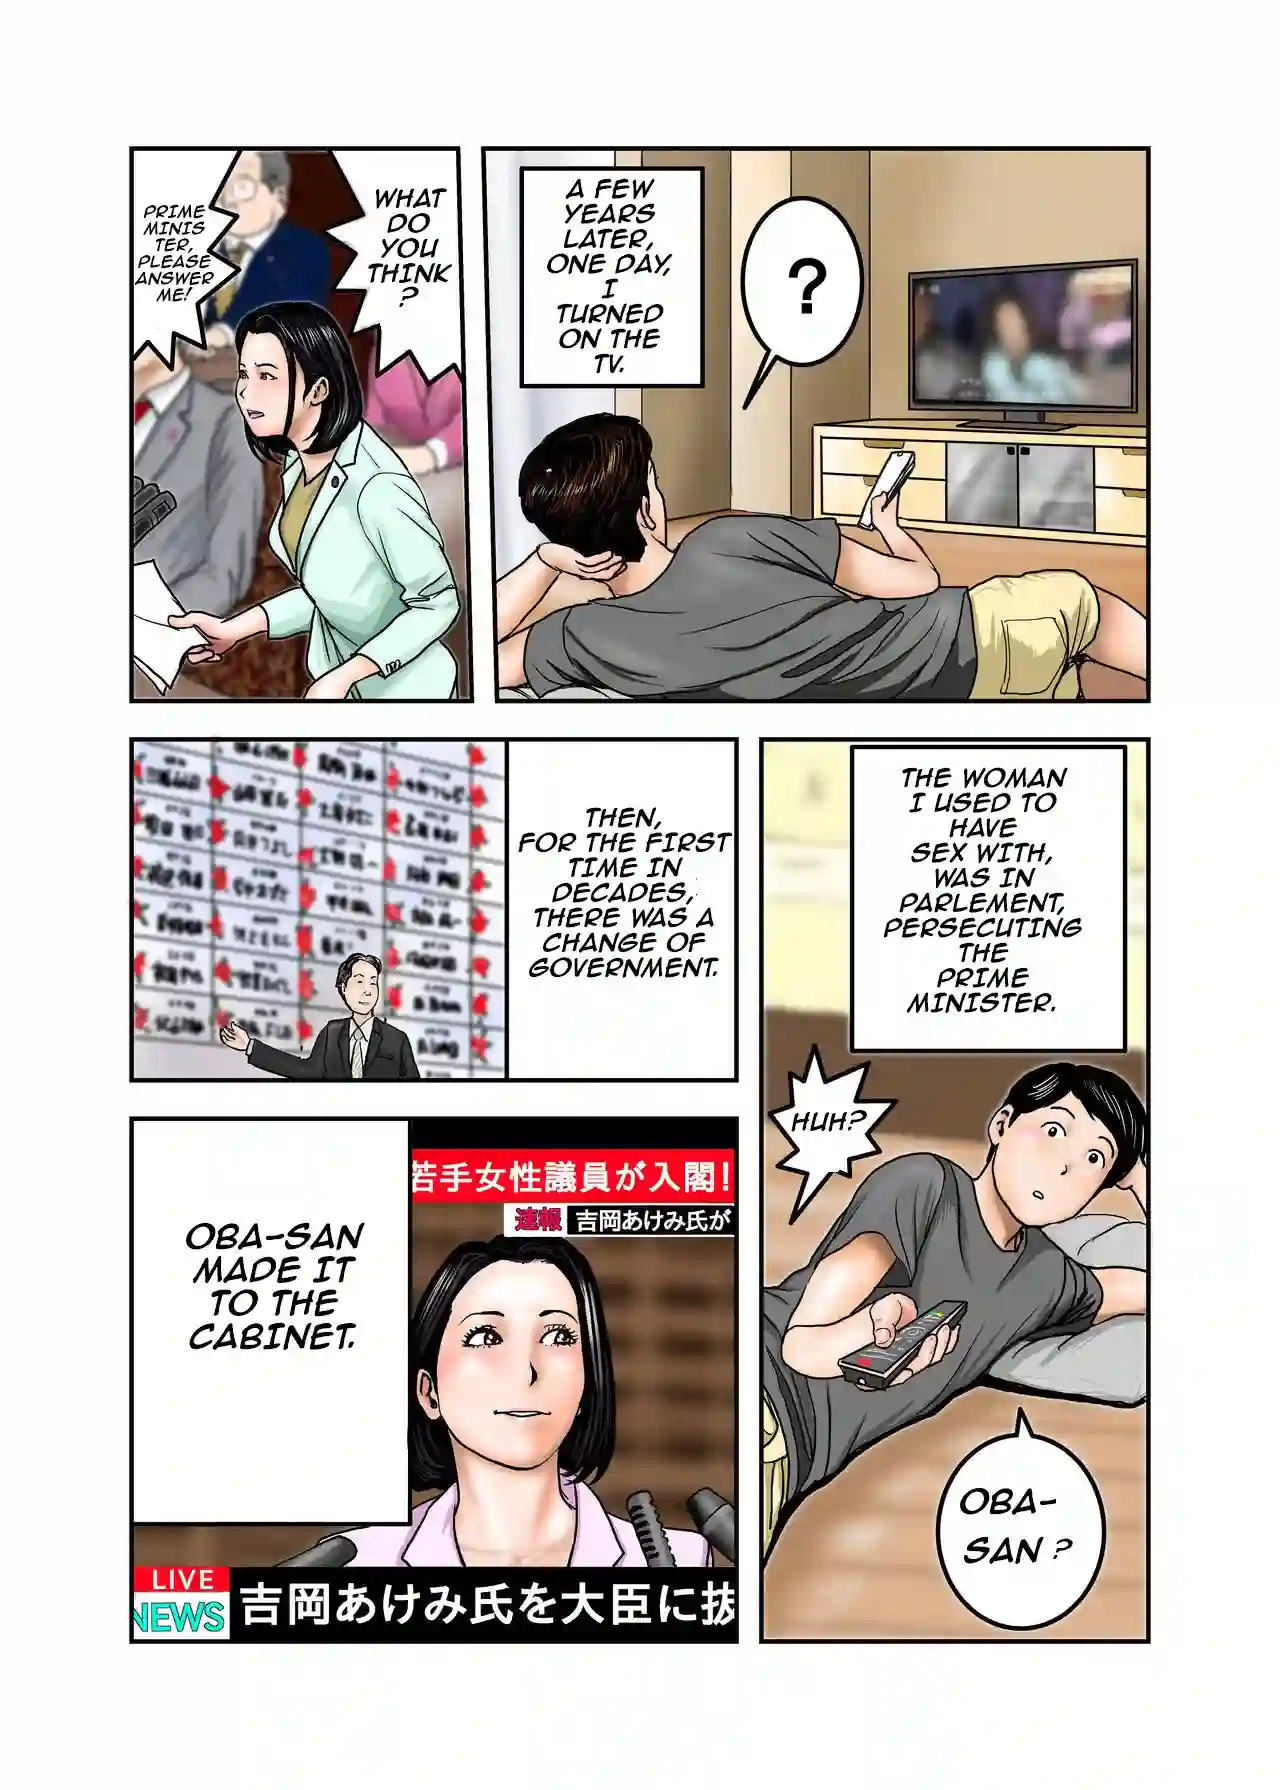 A FEW
YEARS
LATER,
ONE DAY,
I
TURNED
ON THE
TV.
?
WHAT
DO
YOU
THINK
?
PRIME
MINIS
TER,
PLEASE
ANSWER
ME!
THE WOMAN
I USED TO
HAVE
SEX WITH,
WAS IN
PARLEMENT,
PERSECUTING
THE
PRIME
MINISTER.
HUH?
OBA-
SAN ?
THEN,
FOR THE FIRST
TIME IN
DECADES,
THERE WAS A
CHANGE OF
GOVERNMENT.
OBA-SAN
MADE IT
TO THE
CABINET.
若手女性議員が入閣!
速報 吉岡あけみ氏が
LIVE
NEWS
吉岡あけみ氏を大臣に抜